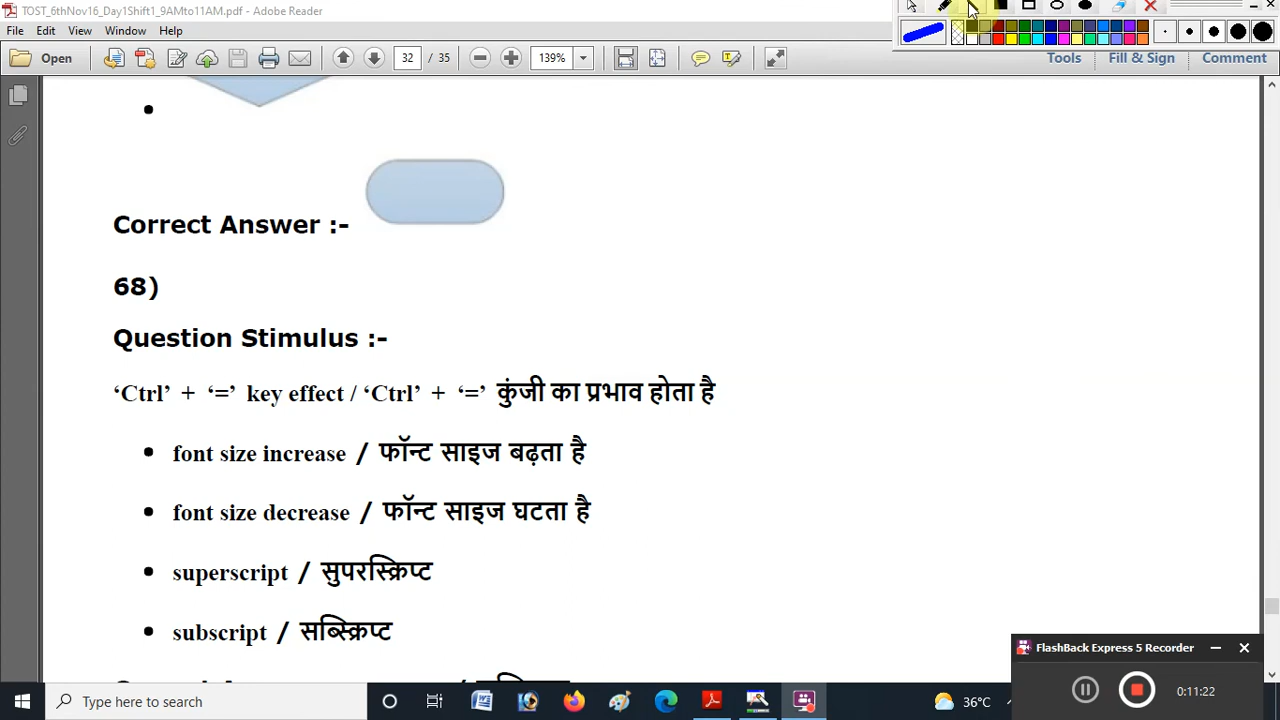 TOST_6thNov16_Day1Shift1_9AMto11AM.pdf - Adobe Reader
File Edit View Window Help
Open 32 / 35 139% Tools Fill & Sign Comment
Correct Answer :-
68)
Question Stimulus :-
‘Ctrl’ + ‘=’ key effect / ‘Ctrl’ + ‘=’ कुंजी का प्रभाव होता है
• font size increase / फॉन्ट साइज बढ़ता है
• font size decrease / फॉन्ट साइज घटता है
• superscript / सुपरस्क्रिप्ट
• subscript / सब्स्क्रिप्ट
FlashBack Express 5 Recorder
0:11:22
Type here to search
36°C